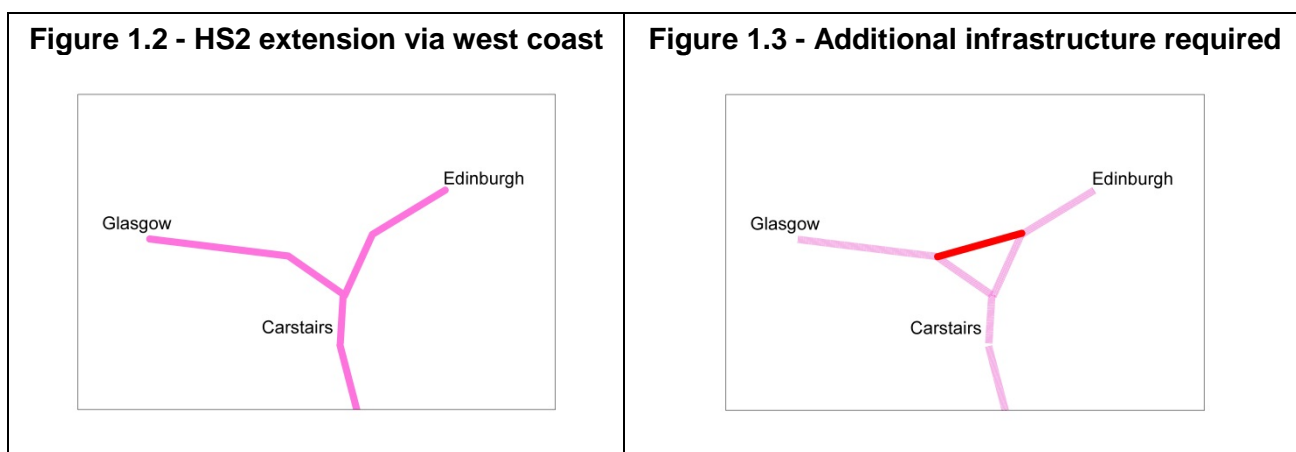 Figure 1.2 - HS2 extension via west coast
Edinburgh
Glasgow
Carstairs
Figure 1.3 - Additional infrastructure required
Edinburgh
Glasgow
Carstairs